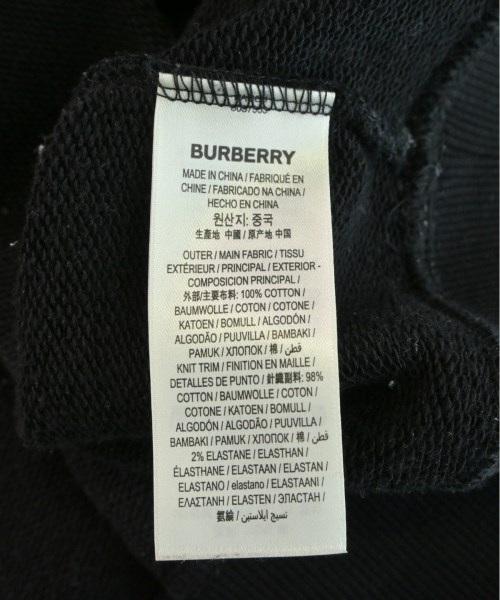 BURBERRY
MADE IN CHINA / FABRIQUÉ EN
CHINE / FABRICADO NA CHINA /
HECHO EN CHINA
원산지: 중국
生產地 中國 / 原产地 中国
OUTER / MAIN FABRIC / TISSU
EXTÉRIEUR / PRINCIPAL / EXTERIOR -
COMPOSICIÓN PRINCIPAL /
外部/主要布料: 100% COTTON /
BAUMWOLLE / COTON / COTONE /
KATOEN / BOMULL / ALGODÓN /
ALGODÃO / PUUVILLA / ΒΑΜΒΑΚΙ /
PAMUK / ХЛОПОК / 棉 / قطن /
KNIT TRIM / FINITION EN MAILLE /
DETALLES DE PUNTO / 針織副料: 98%
COTTON / BAUMWOLLE / COTON /
COTONE / KATOEN / BOMULL /
ALGODÓN / ALGODÃO / PUUVILLA /
ΒΑΜΒΑΚΙ / PAMUK / ХЛОПОК / 棉 / قطن /
2% ELASTANE / ELASTHAN /
ÉLASTHANE / ELASTAAN / ELASTAN /
ELASTANO / elastano / ELASTAANI /
ΕΛΑΣΤΑΝΗ / ELASTEN / ЭЛАСТАН /
氨綸 / نسيج ايلاستين